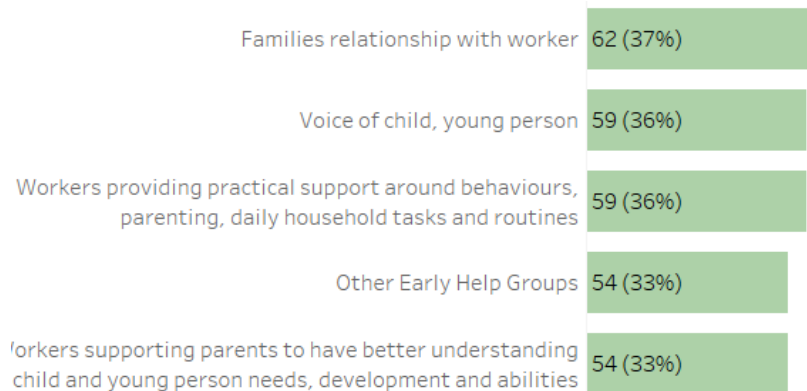 Families relationship with worker 62 (37%)
Voice of child, young person 59 (36%)
Workers providing practical support around behaviours,
parenting, daily household tasks and routines 59 (36%)
Other Early Help Groups 54 (33%)
orkers supporting parents to have better understanding
child and young person needs, development and abilities 54 (33%)